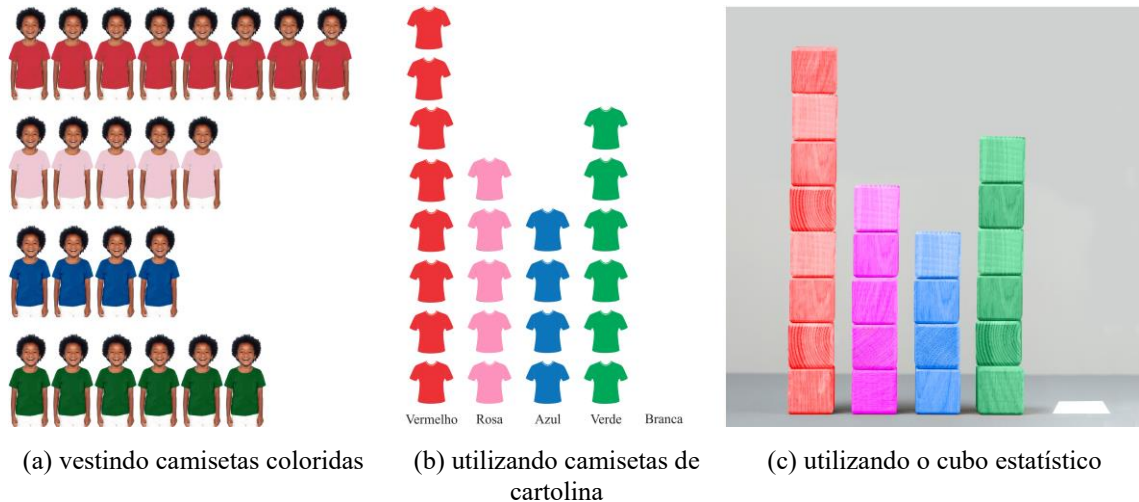 Vermelho Rosa Azul Verde Branca
(a) vestindo camisetas coloridas
(b) utilizando camisetas de
cartolina
(c) utilizando o cubo estatístico